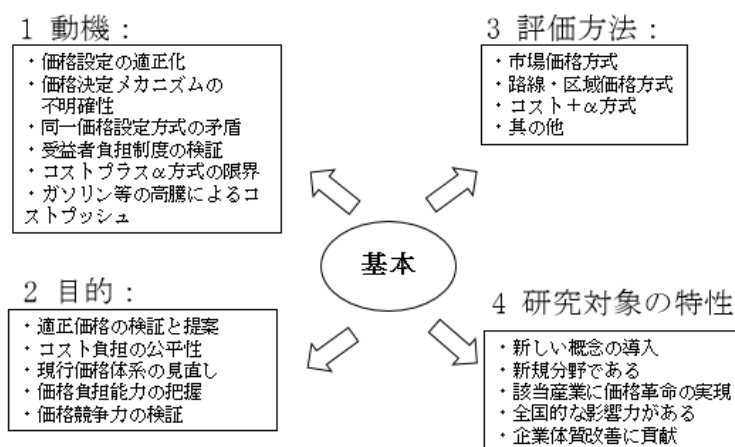 1 動機：
・価格設定の適正化
・価格決定メカニズムの
不明確性
・同一価格設定方式の矛盾
・受益者負担制度の検証
・コストプラスα方式の限界
・ガソリン等の高騰によるコ
ストプッシュ
3 評価方法：
・市場価格方式
・路線・区域価格方式
・コスト＋α方式
・其の他
基本
2 目的：
・適正価格の検証と提案
・コスト負担の公平性
・現行価格体系の見直し
・価格負担能力の把握
・価格競争力の検証
4 研究対象の特性
・新しい概念の導入
・新規分野である
・該当産業に価格革命の実現
・全国的な影響力がある
・企業体質改善に貢献